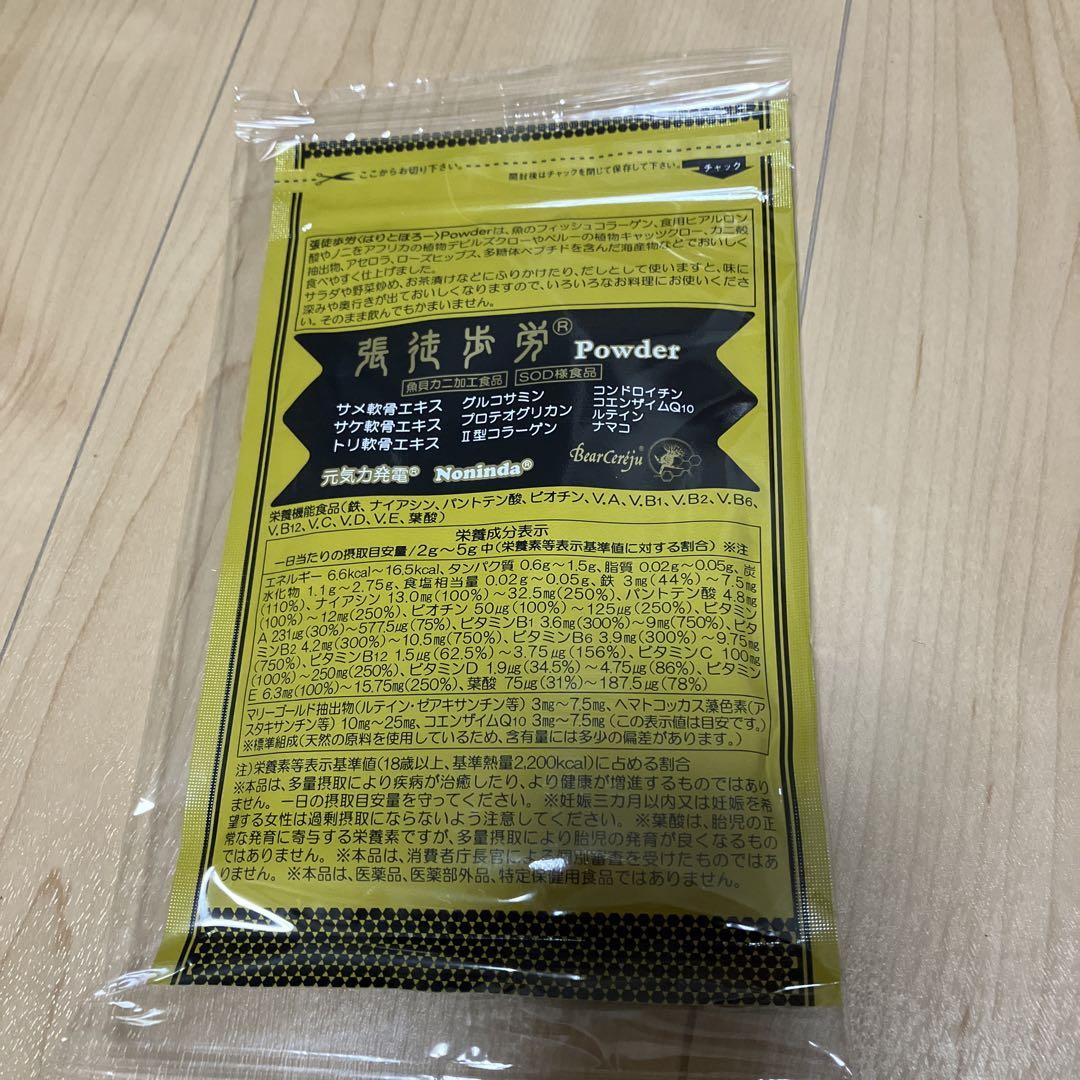 ここからお切り下さい。
開封後はチャックを閉じて保存して下さい。
チャック
張徒歩労〈はりとほろー〉Powderは、魚のフィッシュコラーゲン、食用ヒアルロン
酸やノニをアフリカの植物デビルズクローやペルーの植物キャッツクロー、カニ殻
抽出物、アセロラ、ローズヒップス、多糖体ペプチドを含んだ海産物などでおいしく
食べやすく仕上げました。
サラダや野菜炒め、お茶漬けなどにふりかけたり、だしとして使いますと、味に
深みや奥行きが出ておいしくなりますので、いろいろなお料理にお使いくださ
い。そのまま飲んでもかまいません。
張徒歩労® Powder
魚貝カニ加工食品 SOD様食品
サメ軟骨エキス グルコサミン コンドロイチン
サケ軟骨エキス プロテオグリカン コエンザイムQ10
トリ軟骨エキス Ⅱ型コラーゲン ルテイン
ナマコ
元気力発電® Noninda® BearCereju®
栄養機能食品(鉄、ナイアシン、パントテン酸、ビオチン、V.A、V.B1、V.B2、V.B6、
V.B12、V.C、V.D、V.E、葉酸)
栄養成分表示
一日当たりの摂取目安量/2g~5g中(栄養素等表示基準値に対する割合)※注
エネルギー 6.6kcal~16.5kcal、タンパク質 0.6g~1.5g、脂質 0.02g~0.05g、炭
水化物 1.1g~2.75g、食塩相当量 0.02g~0.05g、鉄 3mg(44%)~7.5mg
(110%)、ナイアシン 13.0mg(100%)~32.5mg(250%)、パントテン酸 4.8mg
(100%)~12mg(250%)、ビオチン 50μg(100%)~125μg(250%)、ビタミン
A 231μg(30%)~577.5μg(75%)、ビタミンB1 3.6mg(300%)~9mg(750%)、ビタ
ミンB2 4.2mg(300%)~10.5mg(750%)、ビタミンB6 3.9mg(300%)~9.75mg
(750%)、ビタミンB12 1.5μg(62.5%)~3.75μg(156%)、ビタミンC 100mg
(100%)~250mg(250%)、ビタミンD 1.9μg(34.5%)~4.75μg(86%)、ビタミン
E 6.3mg(100%)~15.75mg(250%)、葉酸 75μg(31%)~187.5μg(78%)
マリーゴールド抽出物(ルテイン・ゼアキサンチン等) 3mg~7.5mg、ヘマトコッカス藻色素(ア
スタキサンチン等) 10mg~25mg、コエンザイムQ10 3mg~7.5mg (この表示値は目安です。)
※標準組成(天然の原料を使用しているため、含有量には多少の偏差があります。)
注)栄養素等表示基準値(18歳以上、基準熱量2,200kcal)に占める割合
※本品は、多量摂取により疾病が治癒したり、より健康が増進するものではあり
ません。一日の摂取目安量を守ってください。※妊娠三カ月以内又は妊娠を希
望する女性は過剰摂取にならないよう注意してください。※葉酸は、胎児の正
常な発育に寄与する栄養素ですが、多量摂取により胎児の発育が良くなるもの
ではありません。※本品は、消費者庁長官による個別審査を受けたものではあ
りません。※本品は、医薬品、医薬部外品、特定保健用食品ではありません。